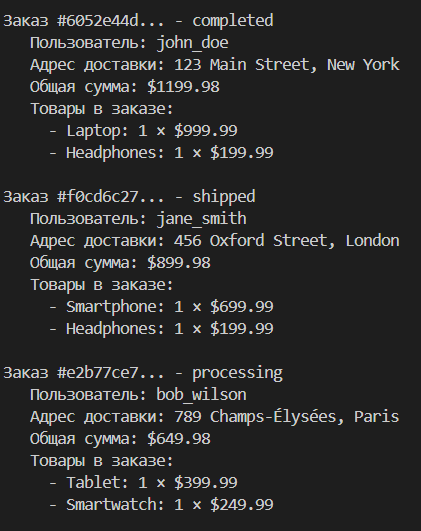 Заказ #6052e44d... - completed
Пользователь: john_doe
Адрес доставки: 123 Main Street, New York
Общая сумма: $1199.98
Товары в заказе:
- Laptop: 1 × $999.99
- Headphones: 1 × $199.99
Заказ #f0cd6c27... - shipped
Пользователь: jane_smith
Адрес доставки: 456 Oxford Street, London
Общая сумма: $899.98
Товары в заказе:
- Smartphone: 1 × $699.99
- Headphones: 1 × $199.99
Заказ #e2b77ce7... - processing
Пользователь: bob_wilson
Адрес доставки: 789 Champs-Élysées, Paris
Общая сумма: $649.98
Товары в заказе:
- Tablet: 1 × $399.99
- Smartwatch: 1 × $249.99